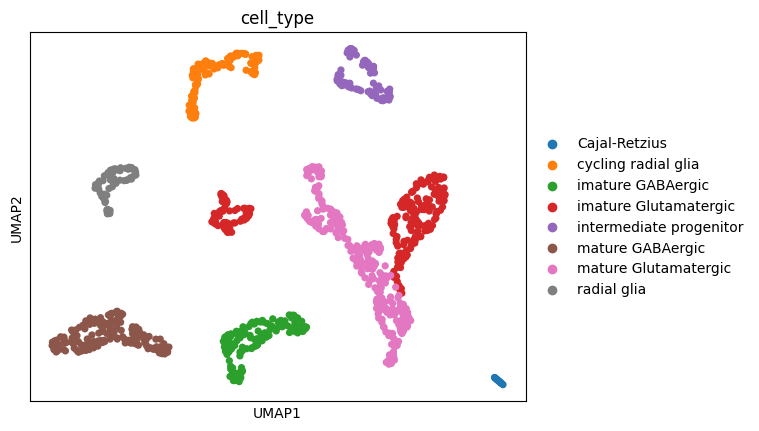 cell_type
UMAP2
UMAP1
Cajal-Retzius
cycling radial glia
imature GABAergic
imature Glutamatergic
intermediate progenitor
mature GABAergic
mature Glutamatergic
radial glia